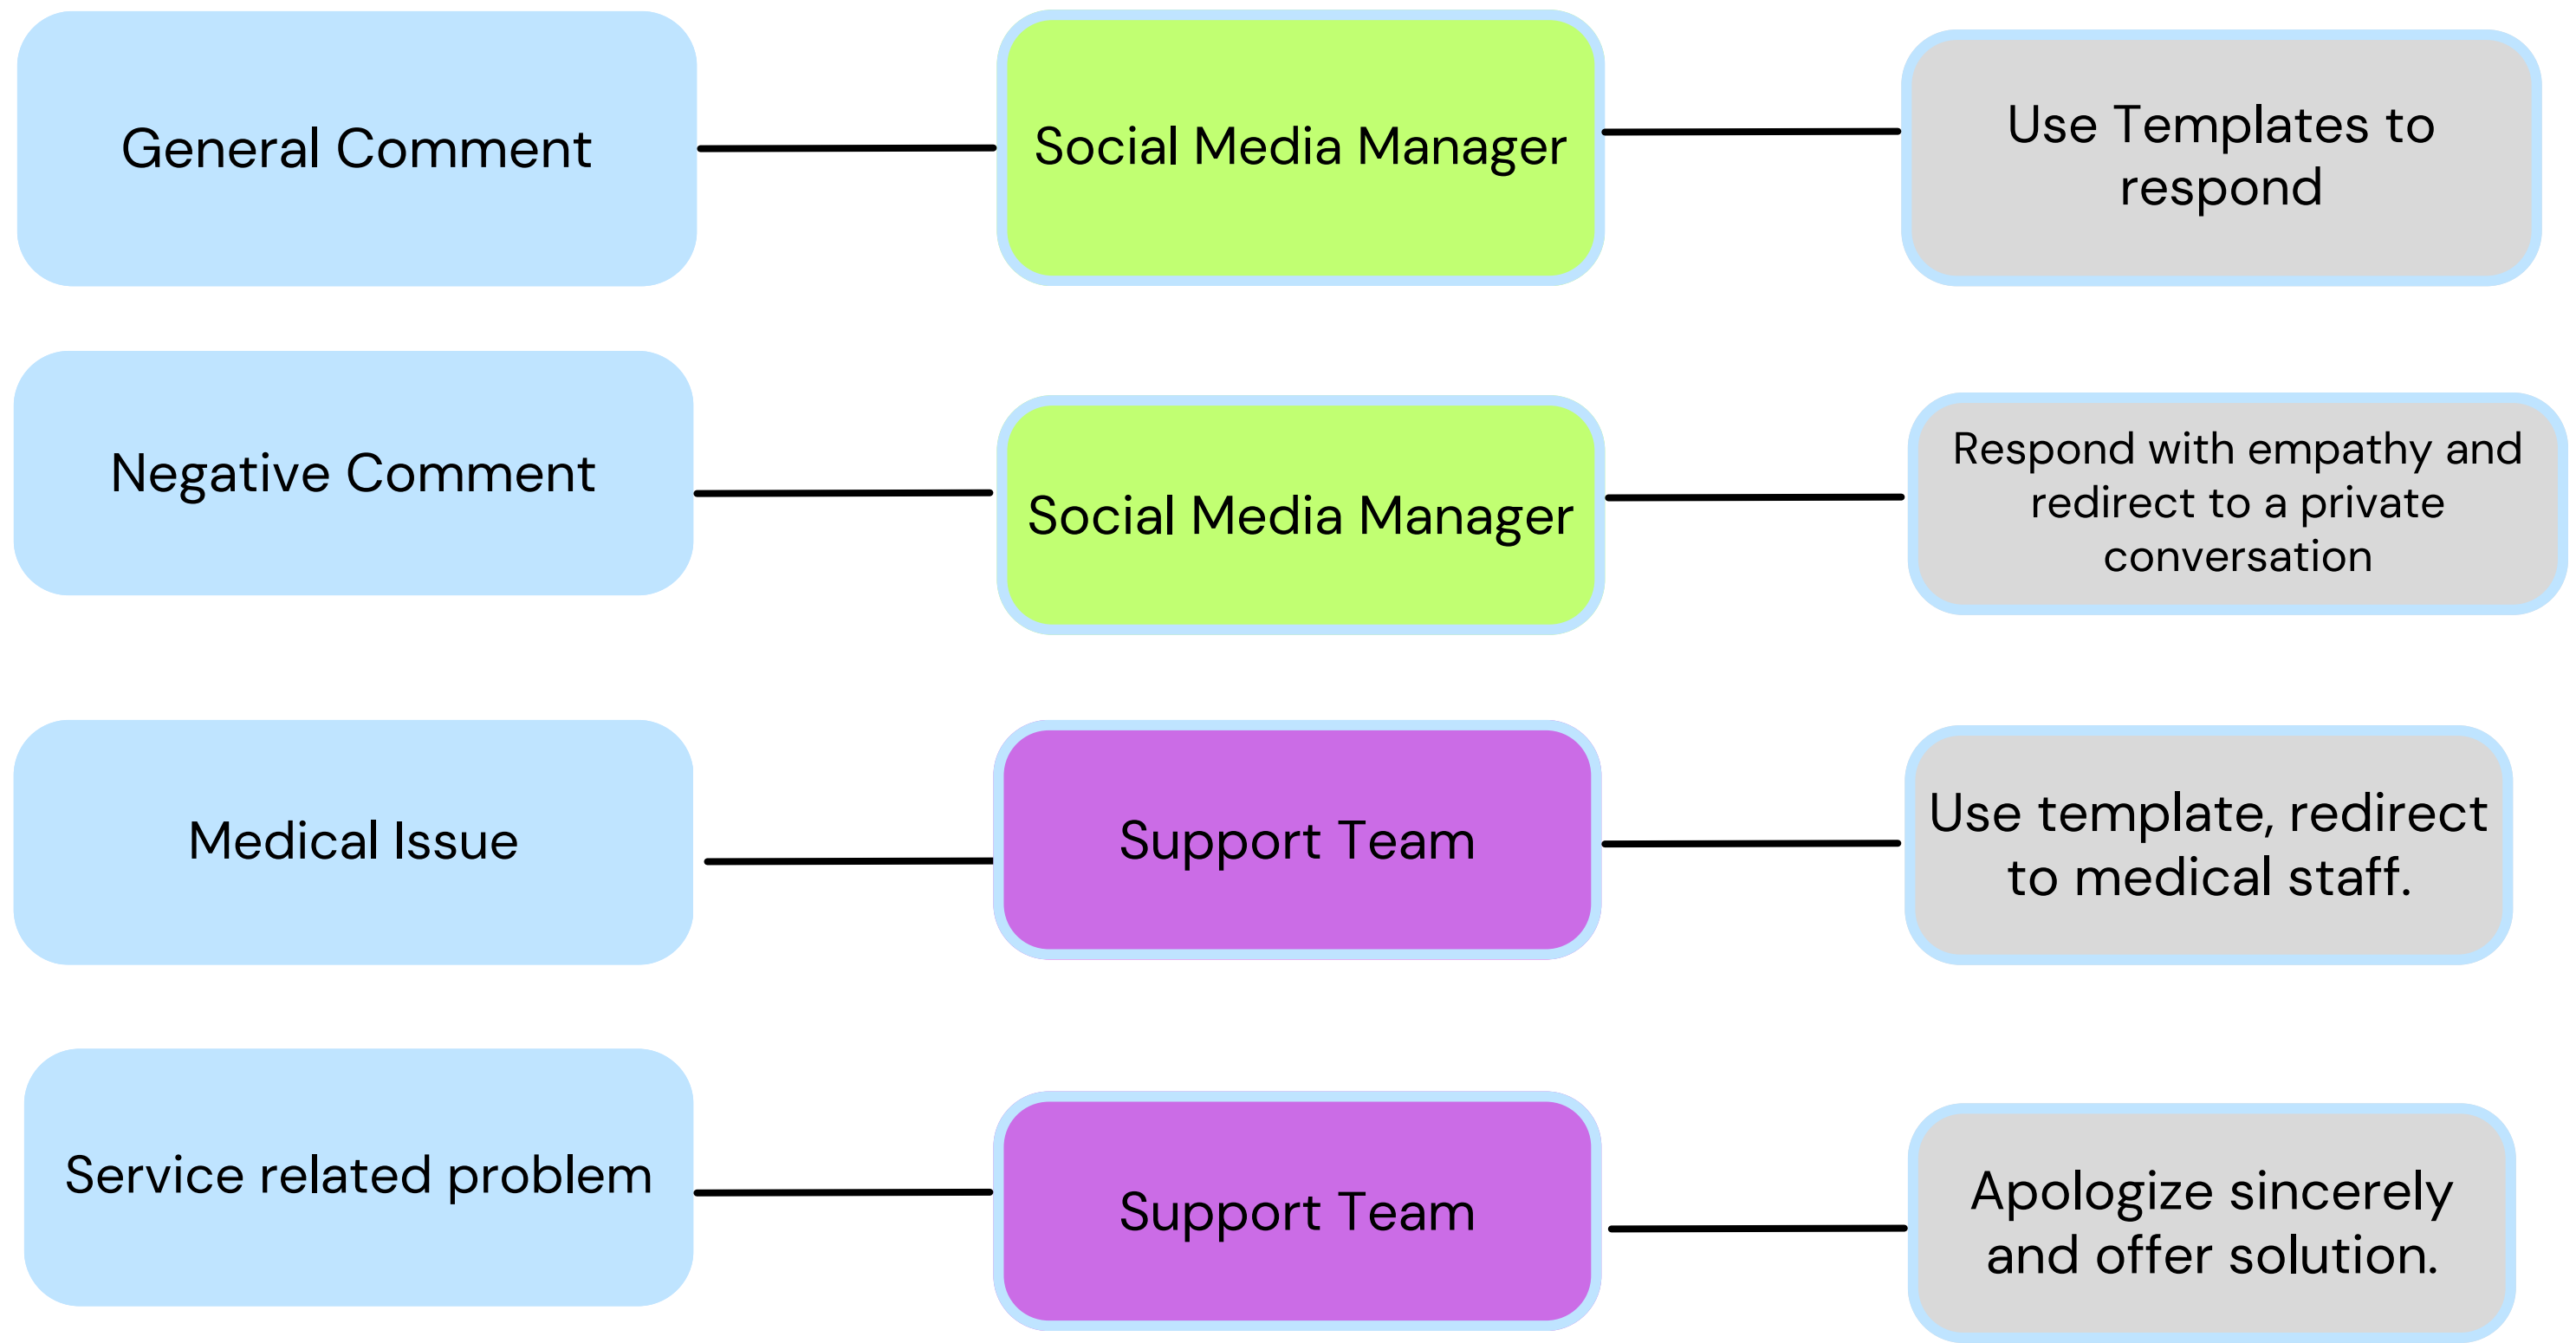 General Comment
Social Media Manager
Use Templates to
respond
Negative Comment
Social Media Manager
Respond with empathy and
redirect to a private
conversation
Medical Issue
Support Team
Use template, redirect
to medical staff.
Service related problem
Support Team
Apologize sincerely
and offer solution.